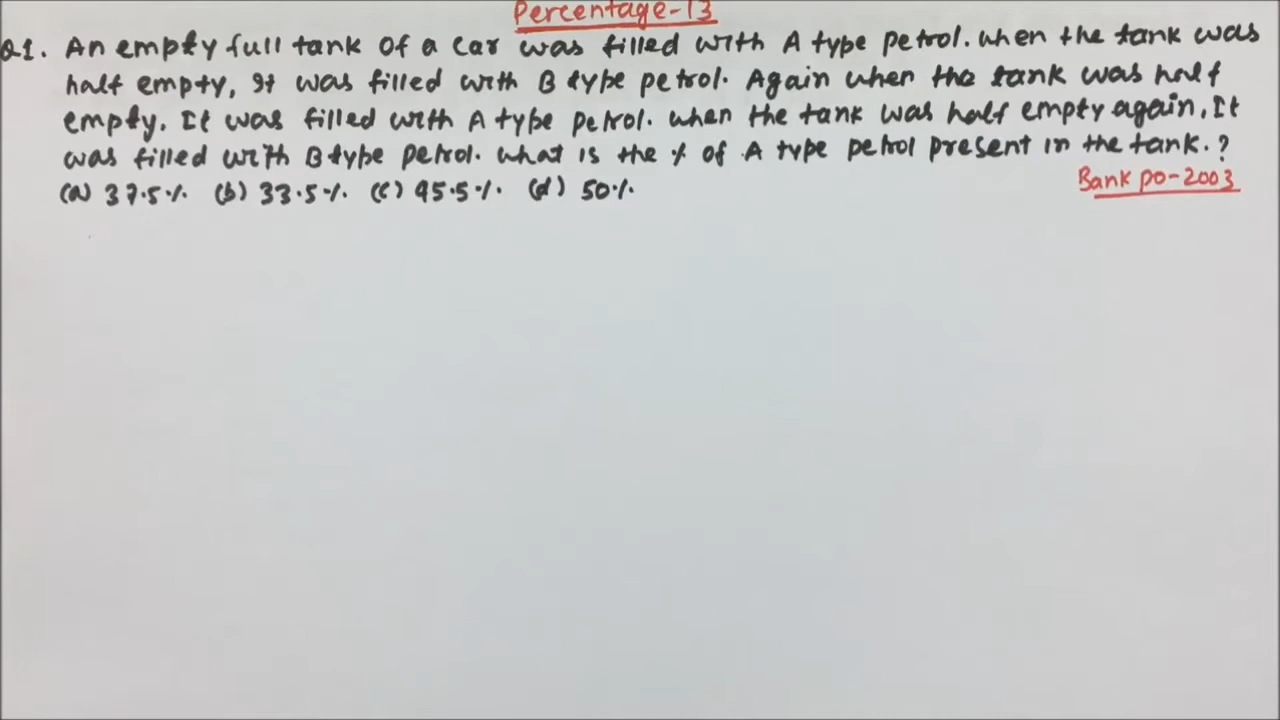 Percentage-13
Q1. An empty full tank of a car was filled with A type petrol. when the tank was
half empty, It was filled with B type petrol. Again when the tank was half
empty. It was filled with A type petrol. when the tank was half empty again, It
was filled with B type petrol. what is the % of A type petrol present in the tank.?
(a) 37.5% (b) 33.5% (c) 45.5% (d) 50%
Bank PO-2003